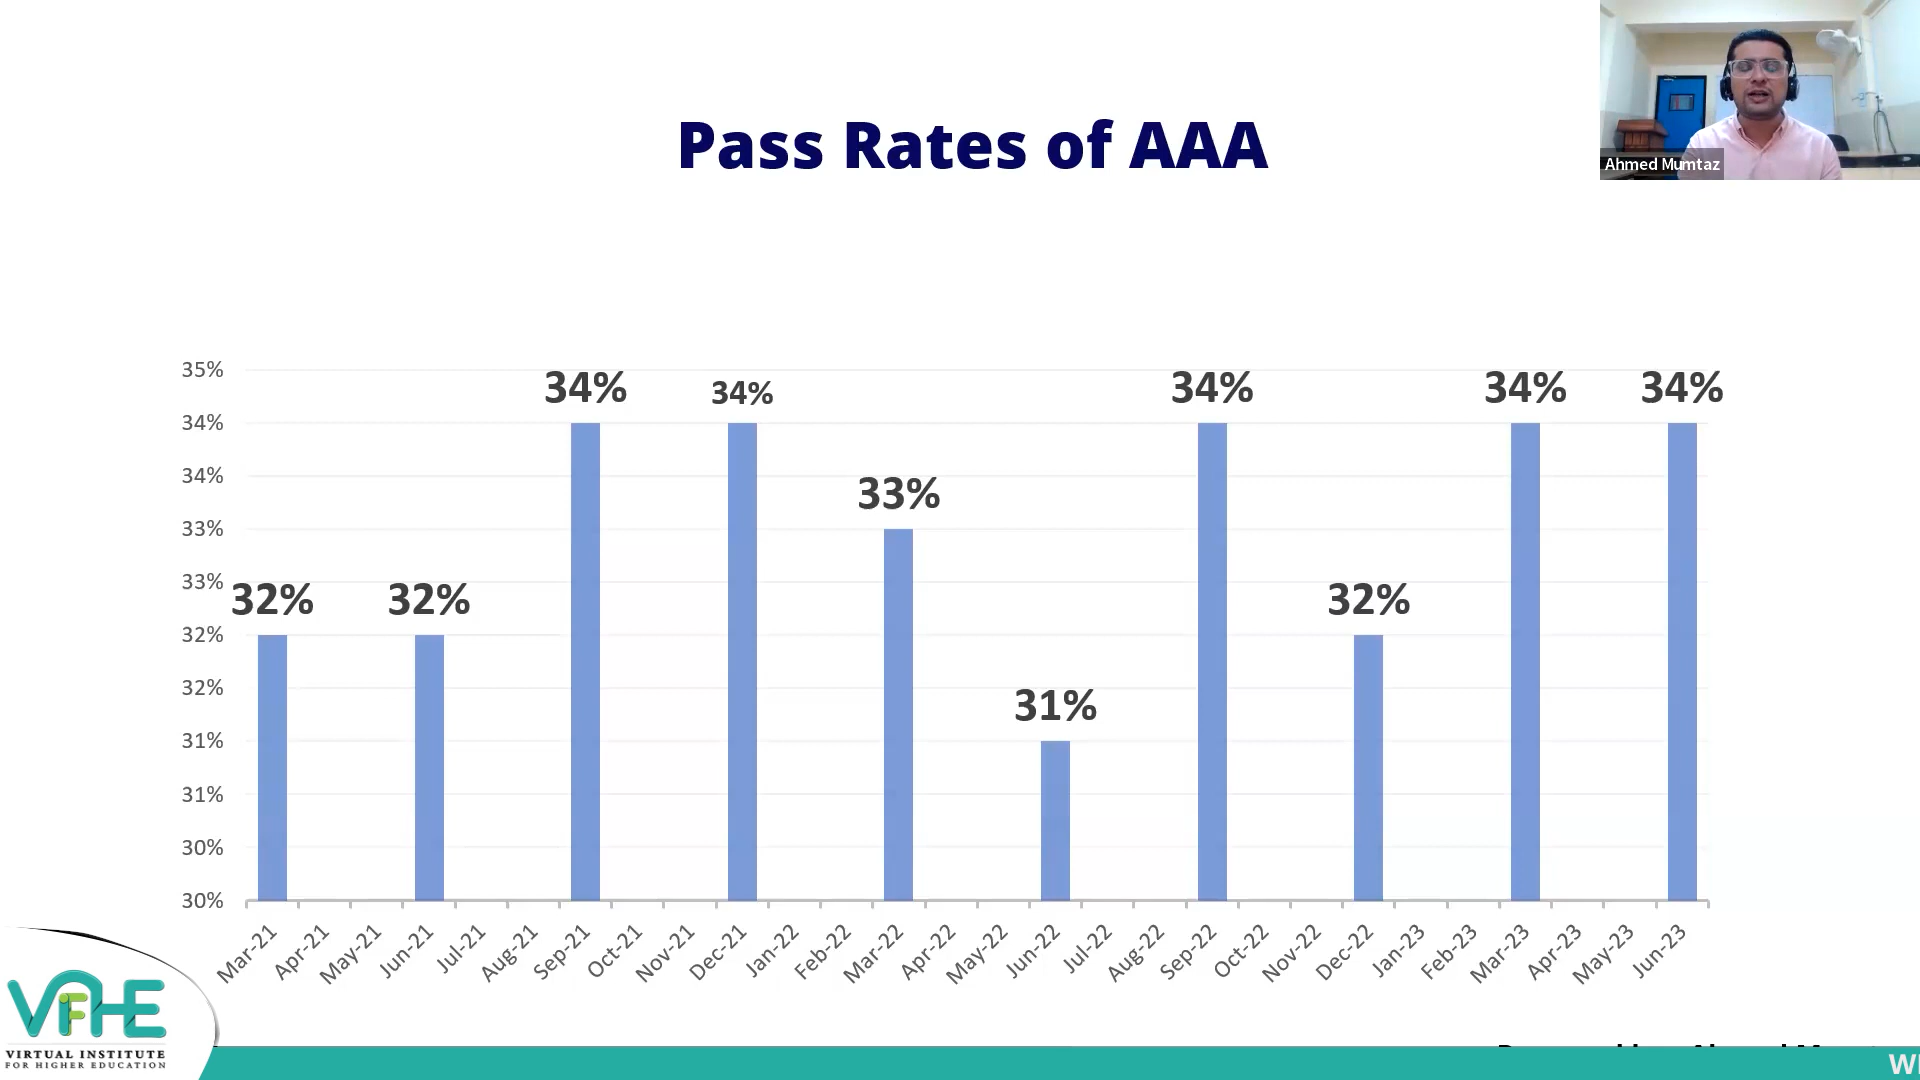 Pass Rates of AAA
Ahmed Mumtaz
35%
34%
34%
33%
33%
32%
32%
31%
31%
30%
30%
32%
32%
34%
34%
33%
31%
34%
32%
34%
34%
Mar-21
Apr-21
May-21
Jun-21
Jul-21
Aug-21
Sep-21
Oct-21
Nov-21
Dec-21
Jan-22
Feb-22
Mar-22
Apr-22
May-22
Jun-22
Jul-22
Aug-22
Sep-22
Oct-22
Nov-22
Dec-22
Jan-23
Feb-23
Mar-23
Apr-23
May-23
Jun-23
ViFHE
VIRTUAL INSTITUTE
FOR HIGHER EDUCATION